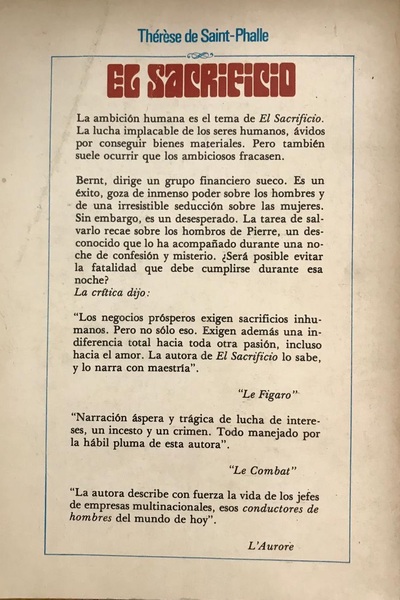 Thérèse de Saint-Phalle
EL SACRIFICIO
La ambición humana es el tema de El Sacrificio.
La lucha implacable de los seres humanos, ávidos
por conseguir bienes materiales. Pero también
suele ocurrir que los ambiciosos fracasen.
Bernt, dirige un grupo financiero sueco. Es un
éxito, goza de inmenso poder sobre los hombres y
de una irresistible seducción sobre las mujeres.
Sin embargo, es un desesperado. La tarea de sal-
varlo recae sobre los hombros de Pierre, un des-
conocido que lo ha acompañado durante una no-
che de confesión y misterio. ¿Será posible evitar
la fatalidad que debe cumplirse durante esa
noche?
La crítica dijo:
"Los negocios prósperos exigen sacrificios inhu-
manos. Pero no sólo eso. Exigen además una in-
diferencia total hacia toda otra pasión, incluso
hacia el amor. La autora de El Sacrificio lo sabe,
y lo narra con maestría".
"Le Figaro"
"Narración áspera y trágica de lucha de intere-
ses, un incesto y un crimen. Todo manejado por
la hábil pluma de esta autora".
"Le Combat"
"La autora describe con fuerza la vida de los jefes
de empresas multinacionales, esos conductores de
hombres del mundo de hoy".
L'Aurore